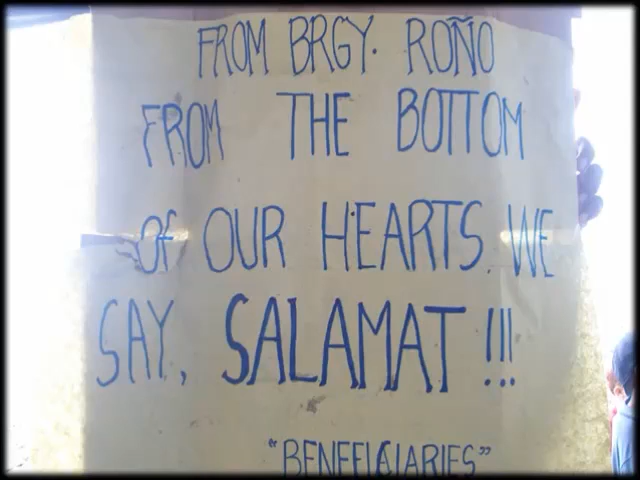 FROM BRGY. ROÑO
FROM THE BOTTOM
OF OUR HEARTS. WE
SAY, SALAMAT !!!
"BENEFICIARIES"